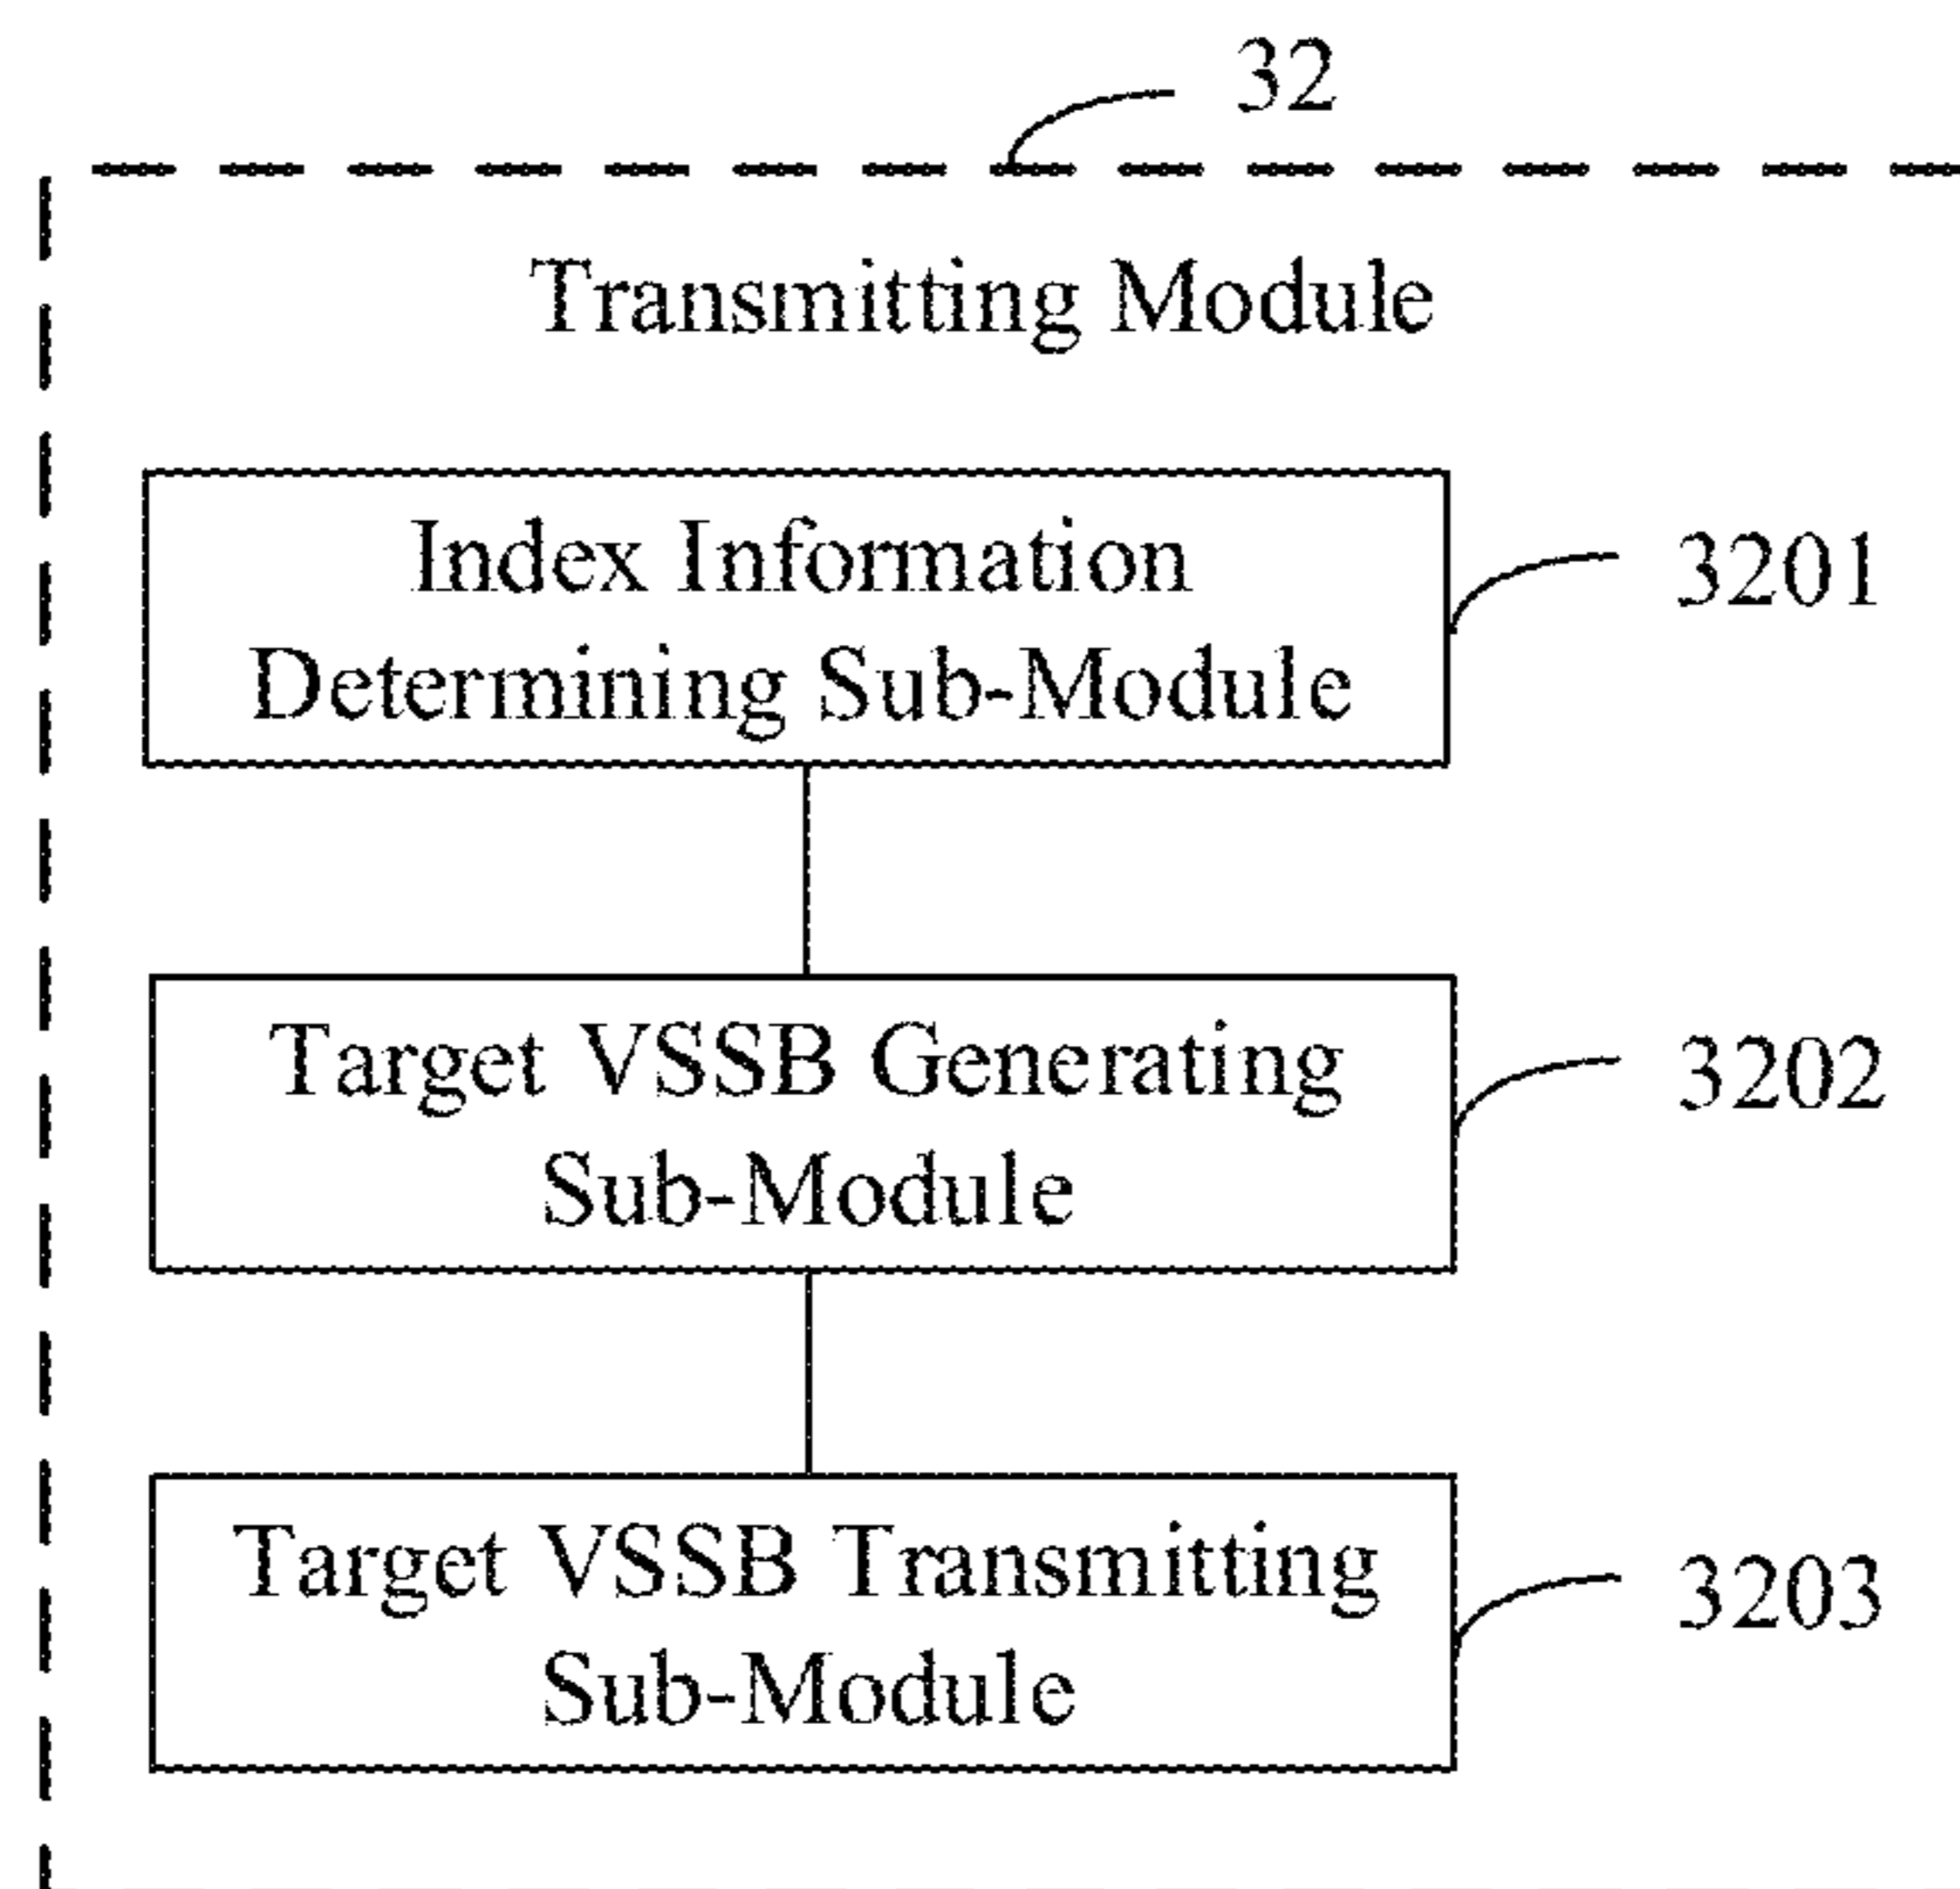 32
Transmitting Module
Index Information
Determining Sub-Module
3201
Target VSSB Generating
Sub-Module
3202
Target VSSB Transmitting
Sub-Module
3203